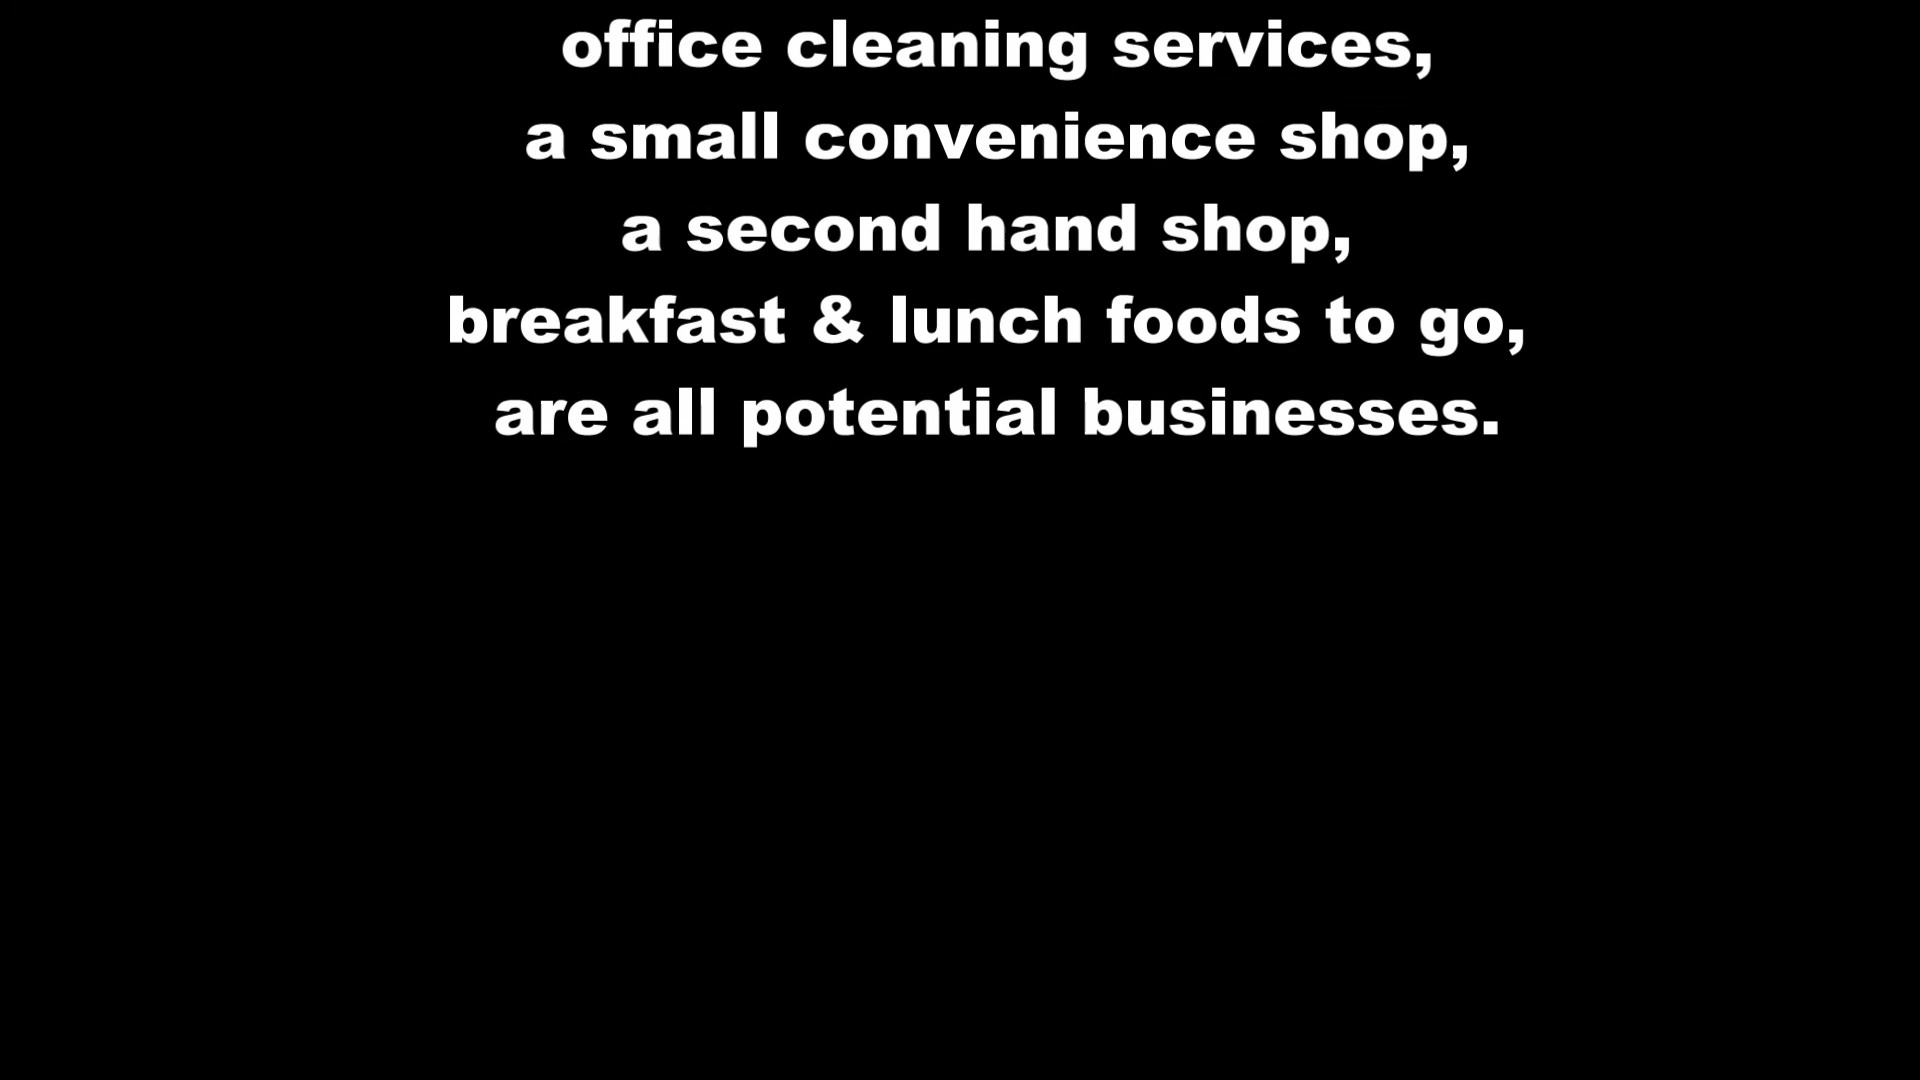 office cleaning services,
a small convenience shop,
a second hand shop,
breakfast & lunch foods to go,
are all potential businesses.